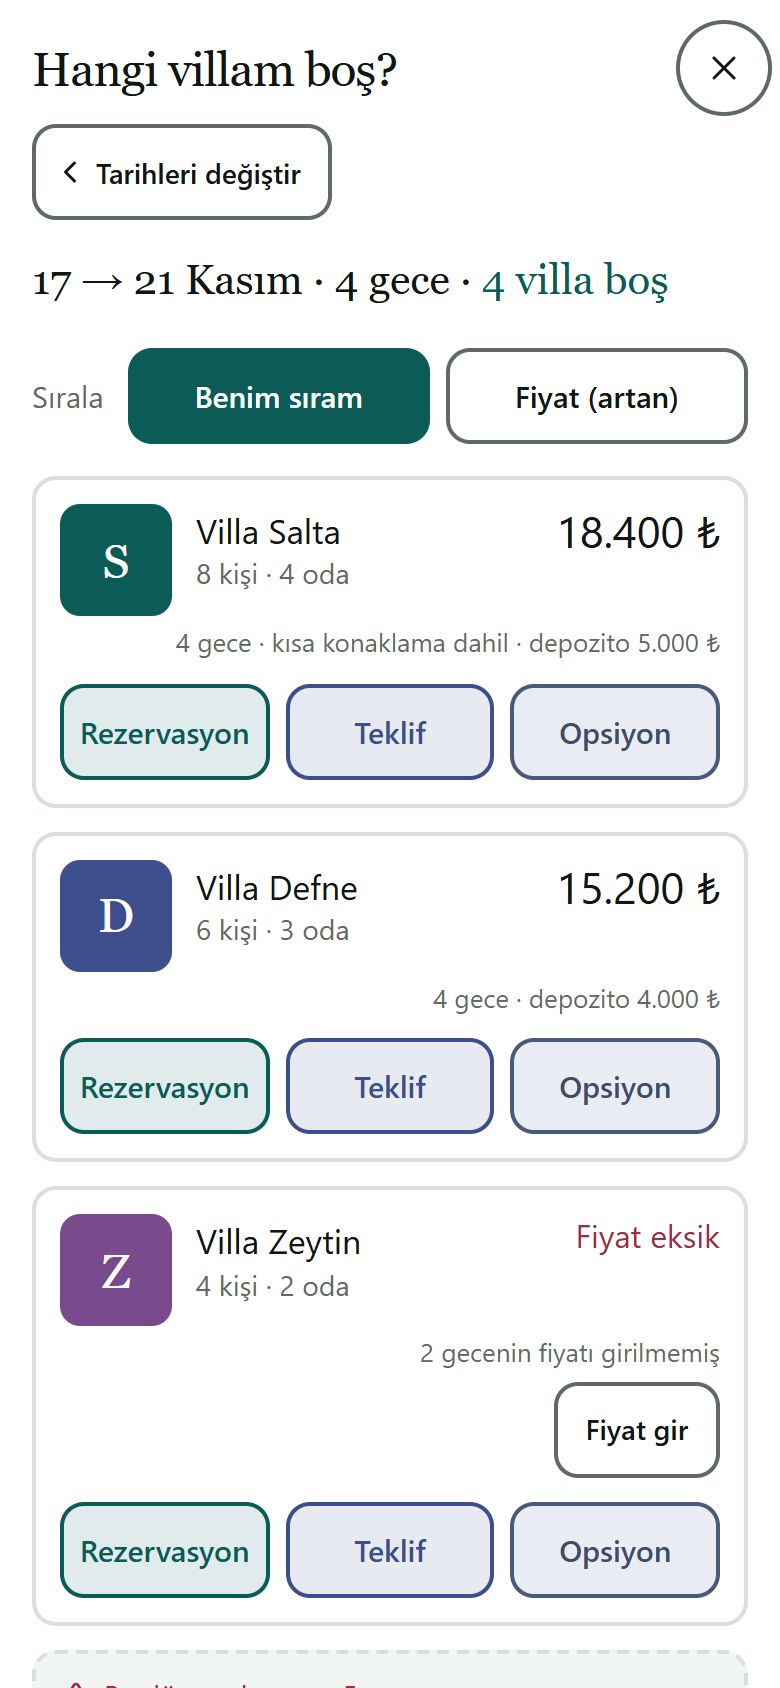 Hangi villam boş?
Tarihleri değiştir
17 → 21 Kasım · 4 gece · 4 villa boş
Sırala Benim sıram Fiyat (artan)
S Villa Salta 18.400 ₺
8 kişi · 4 oda
4 gece · kısa konaklama dahil · depozito 5.000 ₺
Rezervasyon Teklif Opsiyon
D Villa Defne 15.200 ₺
6 kişi · 3 oda
4 gece · depozito 4.000 ₺
Rezervasyon Teklif Opsiyon
Z Villa Zeytin Fiyat eksik
4 kişi · 2 oda
2 gecenin fiyatı girilmemiş
Fiyat gir
Rezervasyon Teklif Opsiyon